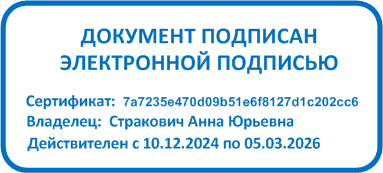 ДОКУМЕНТ ПОДПИСАН
ЭЛЕКТРОННОЙ ПОДПИСЬЮ
Сертификат: 7a7235e470d09b51e6f8127d1c202cc6
Владелец: Стракович Анна Юрьевна
Действителен с 10.12.2024 по 05.03.2026